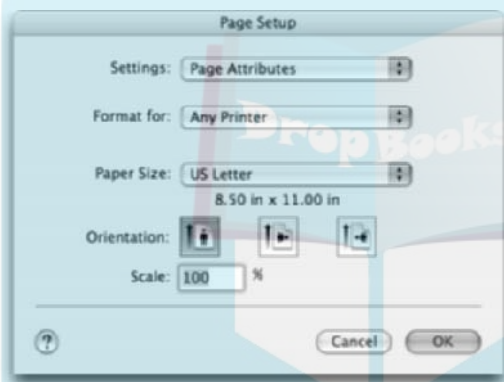 Page Setup
Settings: Page Attributes
Format for: Any Printer
DropBooks
Paper Size: US Letter
8.50 in x 11.00 in
Orientation:
Scale: 100 %
? Cancel OK